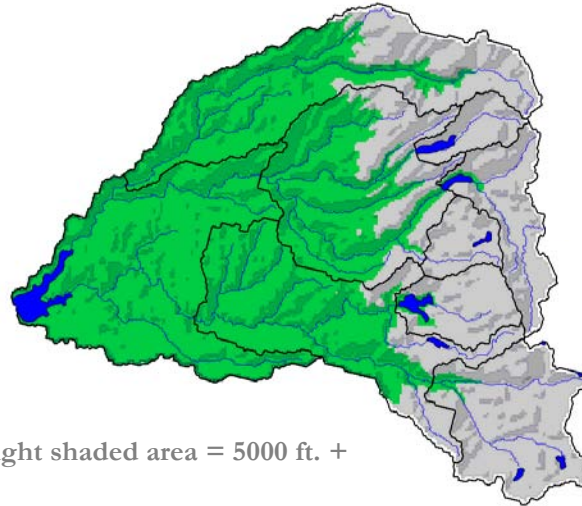 ght shaded area = 5000 ft. +